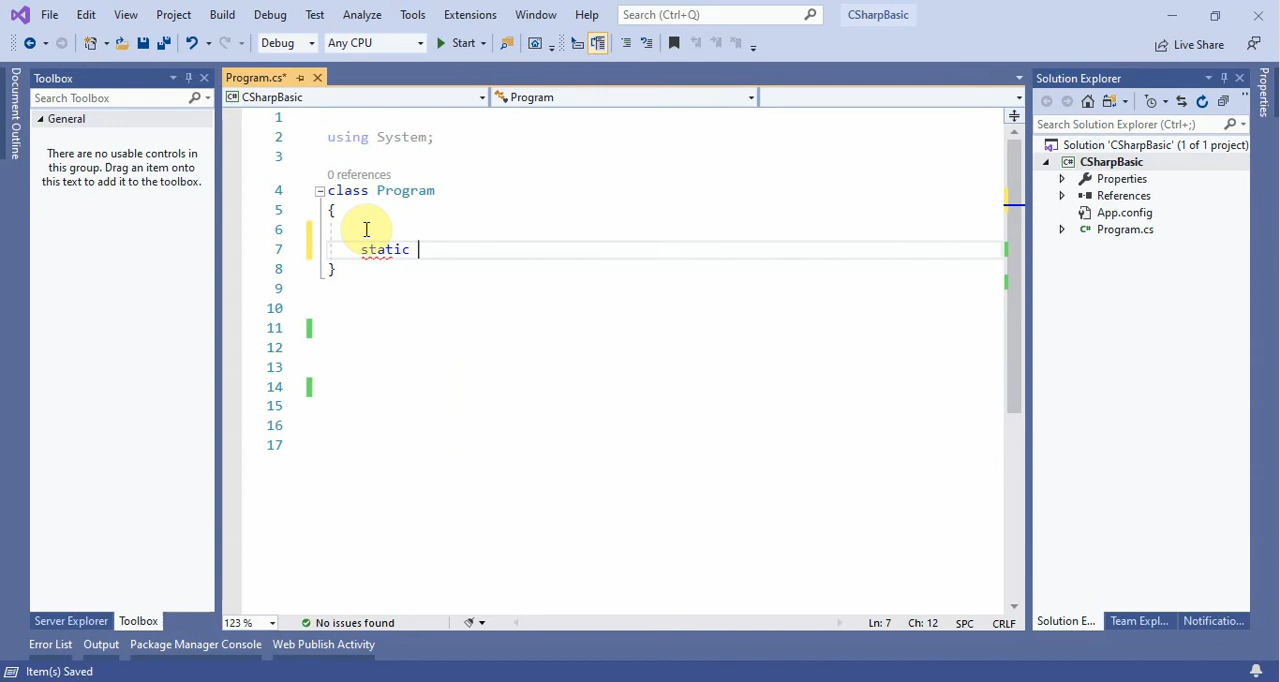 File Edit View Project Build Debug Test Analyze Tools Extensions Window Help Search (Ctrl+Q) CSharpBasic
Debug Any CPU Start Live Share
Document Outline
Toolbox
Search Toolbox
General
There are no usable controls in
this group. Drag an item onto
this text to add it to the toolbox.
Server Explorer Toolbox
Program.cs*
CSharpBasic Program
1
2 using System;
3
0 references
4 class Program
5 {
6
7 static
8 }
9
10
11
12
13
14
15
16
17
123 % No issues found Ln: 7 Ch: 12 SPC CRLF
Solution Explorer
Search Solution Explorer (Ctrl+;)
Solution 'CSharpBasic' (1 of 1 project)
CSharpBasic
Properties
References
App.config
Program.cs
Solution E... Team Expl... Notificatio...
Properties
Error List Output Package Manager Console Web Publish Activity
Item(s) Saved